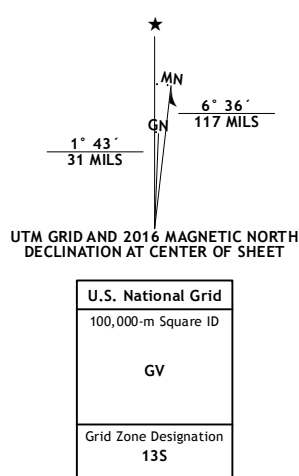 ★
MN
6° 36´
117 MILS
GN
1° 43´
31 MILS
UTM GRID AND 2016 MAGNETIC NORTH
DECLINATION AT CENTER OF SHEET
U.S. National Grid
100,000-m Square ID
GV
Grid Zone Designation
13S